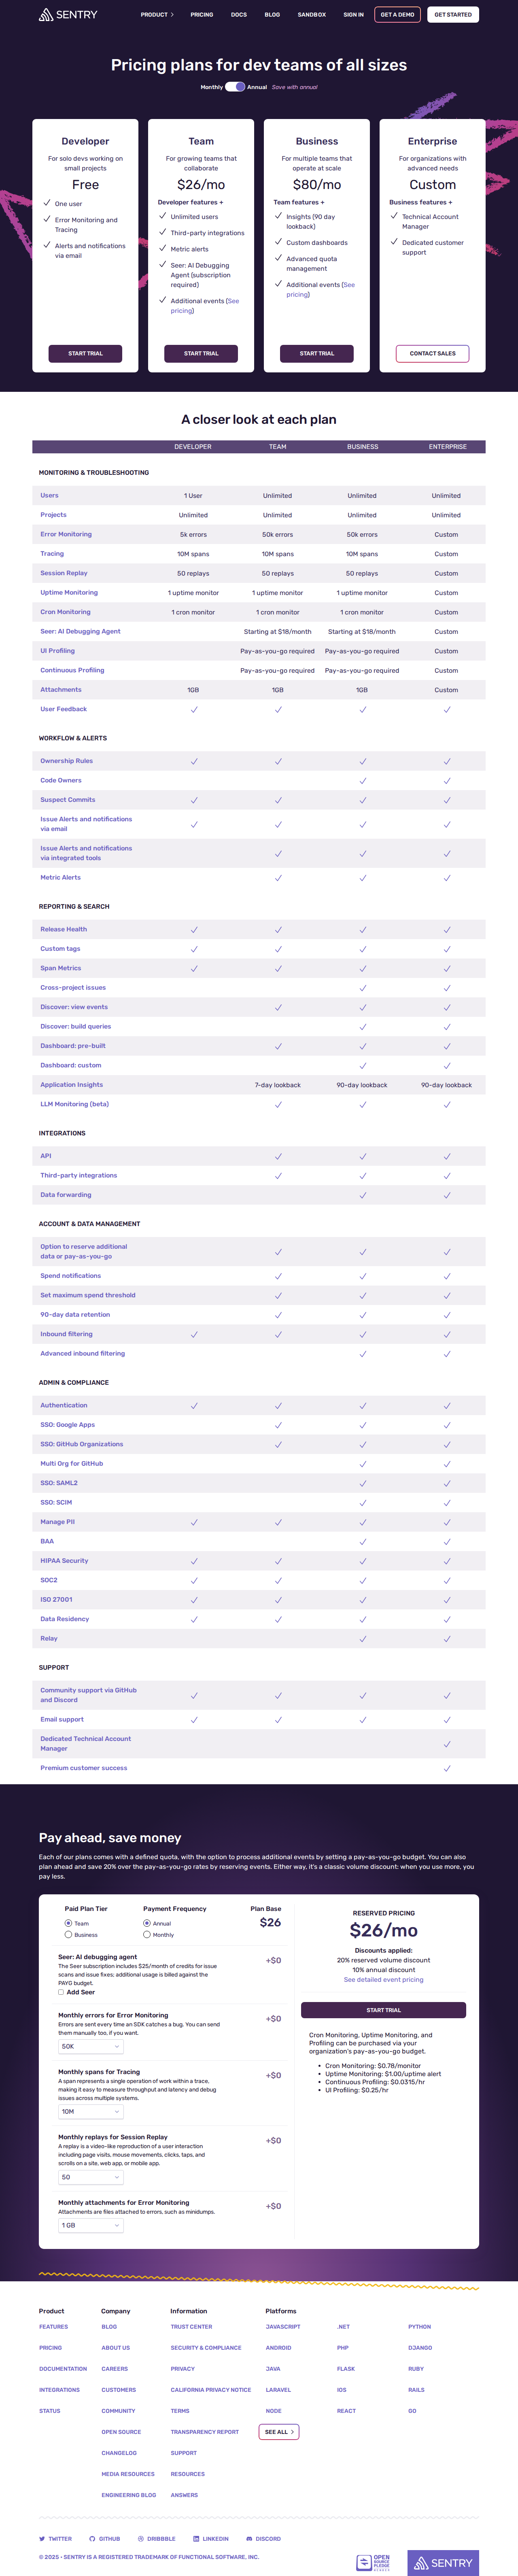 SENTRY
PRODUCT
PRICING
DOCS
BLOG
SANDBOX
SIGN IN
GET A DEMO
GET STARTED
Pricing plans for dev teams of all sizes
Monthly
Annual
Save with annual
Developer
For solo devs working on
small projects
Free
One user
Error Monitoring and
Tracing
Alerts and notifications
via email
START TRIAL
Team
For growing teams that
collaborate
$26/mo
Developer features +
Unlimited users
Third-party integrations
Metric alerts
Seer: AI Debugging
Agent (subscription
required)
Additional events (See
pricing)
START TRIAL
Business
For multiple teams that
operate at scale
$80/mo
Team features +
Insights (90 day
lookback)
Custom dashboards
Advanced quota
management
Additional events (See
pricing)
START TRIAL
Enterprise
For organizations with
advanced needs
Custom
Business features +
Technical Account
Manager
Dedicated customer
support
CONTACT SALES
A closer look at each plan
DEVELOPER TEAM BUSINESS ENTERPRISE
MONITORING & TROUBLESHOOTING
Users 1 User Unlimited Unlimited Unlimited
Projects Unlimited Unlimited Unlimited Unlimited
Error Monitoring 5k errors 50k errors 50k errors Custom
Tracing 10M spans 10M spans 10M spans Custom
Session Replay 50 replays 50 replays 50 replays Custom
Uptime Monitoring 1 uptime monitor 1 uptime monitor 1 uptime monitor Custom
Cron Monitoring 1 cron monitor 1 cron monitor 1 cron monitor Custom
Seer: AI Debugging Agent Starting at $18/month Starting at $18/month Custom
UI Profiling Pay-as-you-go required Pay-as-you-go required Custom
Continuous Profiling Pay-as-you-go required Pay-as-you-go required Custom
Attachments 1GB 1GB 1GB Custom
User Feedback
WORKFLOW & ALERTS
Ownership Rules
Code Owners
Suspect Commits
Issue Alerts and notifications
via email
Issue Alerts and notifications
via integrated tools
Metric Alerts
REPORTING & SEARCH
Release Health
Custom tags
Span Metrics
Cross-project issues
Discover: view events
Discover: build queries
Dashboard: pre-built
Dashboard: custom
Application Insights 7-day lookback 90-day lookback 90-day lookback
LLM Monitoring (beta)
INTEGRATIONS
API
Third-party integrations
Data forwarding
ACCOUNT & DATA MANAGEMENT
Option to reserve additional
data or pay-as-you-go
Spend notifications
Set maximum spend threshold
90-day data retention
Inbound filtering
Advanced inbound filtering
ADMIN & COMPLIANCE
Authentication
SSO: Google Apps
SSO: GitHub Organizations
Multi Org for GitHub
SSO: SAML2
SSO: SCIM
Manage PII
BAA
HIPAA Security
SOC2
ISO 27001
Data Residency
Relay
SUPPORT
Community support via GitHub
and Discord
Email support
Dedicated Technical Account
Manager
Premium customer success
Pay ahead, save money
Each of our plans comes with a defined quota, with the option to process additional events by setting a pay-as-you-go budget. You can also
plan ahead and save 20% over the pay-as-you-go rates by reserving events. Either way, it's a classic volume discount: when you use more, you
pay less.
Paid Plan Tier
Team
Business
Payment Frequency
Annual
Monthly
Plan Base
$26
Seer: AI debugging agent
The Seer subscription includes $25/month of credits for issue
scans and issue fixes; additional usage is billed against the
PAYG budget.
Add Seer
+$0
Monthly errors for Error Monitoring
Errors are sent every time an SDK catches a bug. You can send
them manually too, if you want.
50K
+$0
Monthly spans for Tracing
A span represents a single operation of work within a trace,
making it easy to measure throughput and latency and debug
issues across multiple systems.
10M
+$0
Monthly replays for Session Replay
A replay is a video-like reproduction of a user interaction
including page visits, mouse movements, clicks, taps, and
scrolls on a site, web app, or mobile app.
50
+$0
Monthly attachments for Error Monitoring
Attachments are files attached to errors, such as minidumps.
1 GB
+$0
RESERVED PRICING
$26/mo
Discounts applied:
20% reserved volume discount
10% annual discount
See detailed event pricing
START TRIAL
Cron Monitoring, Uptime Monitoring, and
Profiling can be purchased via your
organization's pay-as-you-go budget.
Cron Monitoring: $0.78/monitor
Uptime Monitoring: $1.00/uptime alert
Continuous Profiling: $0.0315/hr
UI Profiling: $0.25/hr
Product
FEATURES
PRICING
DOCUMENTATION
INTEGRATIONS
STATUS
Company
BLOG
ABOUT US
CAREERS
CUSTOMERS
COMMUNITY
OPEN SOURCE
CHANGELOG
MEDIA RESOURCES
ENGINEERING BLOG
Information
TRUST CENTER
SECURITY & COMPLIANCE
PRIVACY
CALIFORNIA PRIVACY NOTICE
TERMS
TRANSPARENCY REPORT
SUPPORT
RESOURCES
ANSWERS
Platforms
JAVASCRIPT .NET PYTHON
ANDROID PHP DJANGO
JAVA FLASK RUBY
LARAVEL IOS RAILS
NODE REACT GO
SEE ALL
TWITTER
GITHUB
DRIBBBLE
LINKEDIN
DISCORD
© 2025 • SENTRY IS A REGISTERED TRADEMARK OF FUNCTIONAL SOFTWARE, INC.
OPEN
SOURCE
PLEDGE
SENTRY